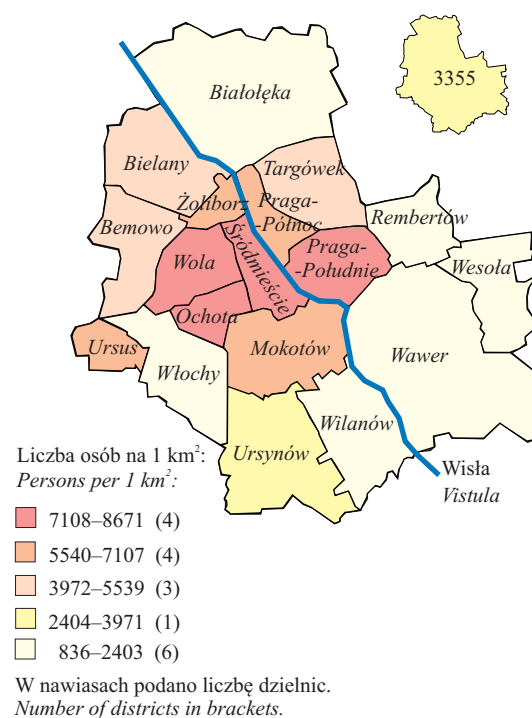 3355
Białołęka
Bielany
Targówek
Żoliborz
Praga-
-Północ
Rembertów
Bemowo
Śródmieście
Praga-
-Południe
Wola
Wesoła
Ochota
Ursus
Mokotów
Wawer
Włochy
Wilanów
Ursynów
Liczba osób na 1 km²:
Persons per 1 km²:
Wisła
Vistula
7108–8671 (4)
5540–7107 (4)
3972–5539 (3)
2404–3971 (1)
836–2403 (6)
W nawiasach podano liczbę dzielnic.
Number of districts in brackets.